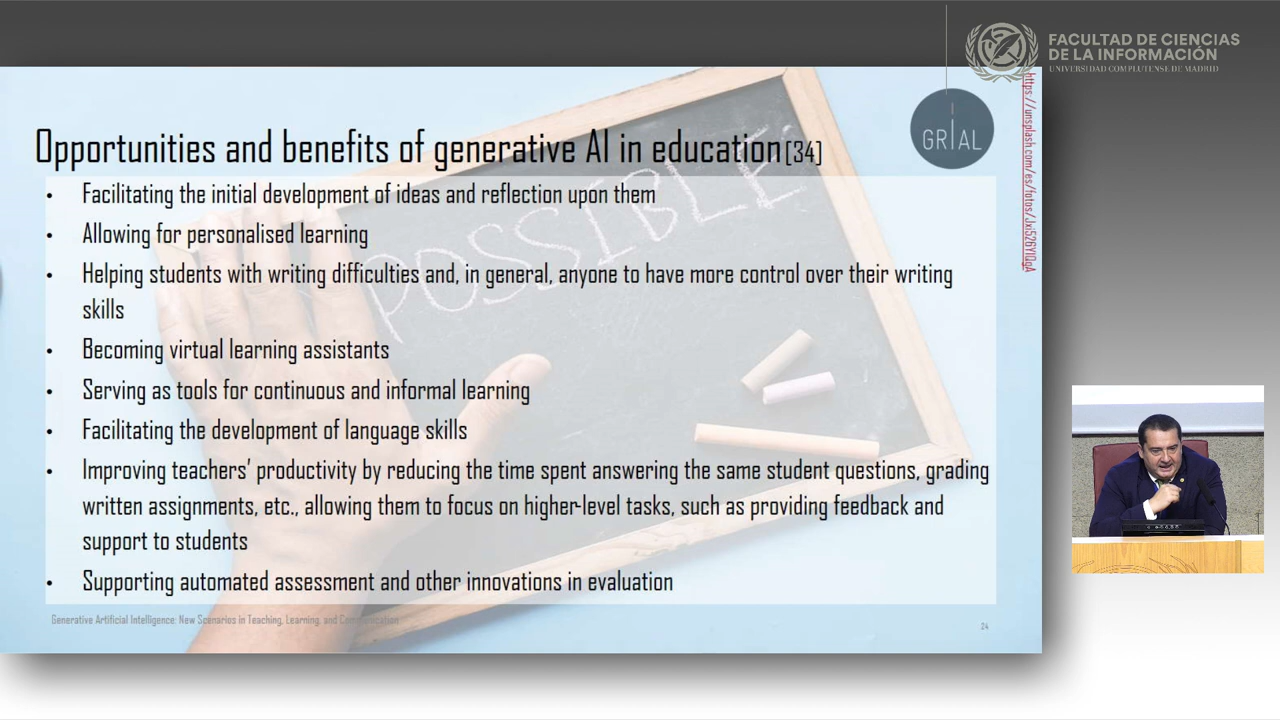 FACULTAD DE CIENCIAS
DE LA INFORMACIÓN
UNIVERSIDAD COMPLUTENSE DE MADRID
GRIAL
Opportunities and benefits of generative AI in education[34]
• Facilitating the initial development of ideas and reflection upon them
• Allowing for personalised learning
• Helping students with writing difficulties and, in general, anyone to have more control over their writing
skills
• Becoming virtual learning assistants
• Serving as tools for continuous and informal learning
• Facilitating the development of language skills
• Improving teachers' productivity by reducing the time spent answering the same student questions, grading
written assignments, etc., allowing them to focus on higher-level tasks, such as providing feedback and
support to students
• Supporting automated assessment and other innovations in evaluation
POSSIBLE
Generative Artificial Intelligence: New Scenarios in Teaching, Learning, and Communication
24